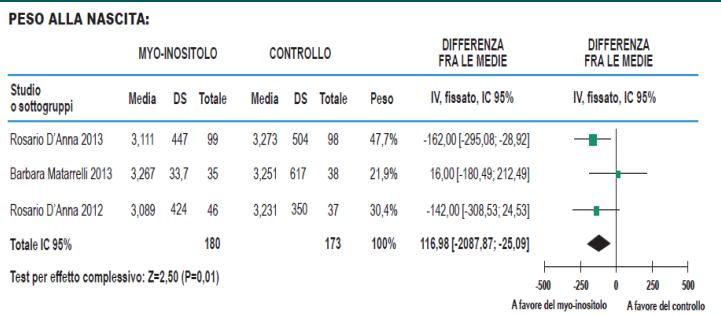 PESO ALLA NASCITA:
MYO-INOSITOLO CONTROLLO DIFFERENZA FRA LE MEDIE DIFFERENZA FRA LE MEDIE
Studio o sottogruppi Media DS Totale Media DS Totale Peso IV, fissato, IC 95% IV, fissato, IC 95%
Rosario D'Anna 2013 3,111 447 99 3,273 504 98 47,7% -162,00 [-295,08; -28,92]
Barbara Matarrelli 2013 3,267 33,7 35 3,251 617 38 21,9% 16,00 [-180,49; 212,49]
Rosario D'Anna 2012 3,089 424 46 3,231 350 37 30,4% -142,00 [-308,53; 24,53]
Totale IC 95% 180 173 100% 116,98 [-2087,87; -25,09]
Test per effetto complessivo: Z=2,50 (P=0,01)
-500 -250 0 250 500
A favore del myo-inositolo A favore del controllo